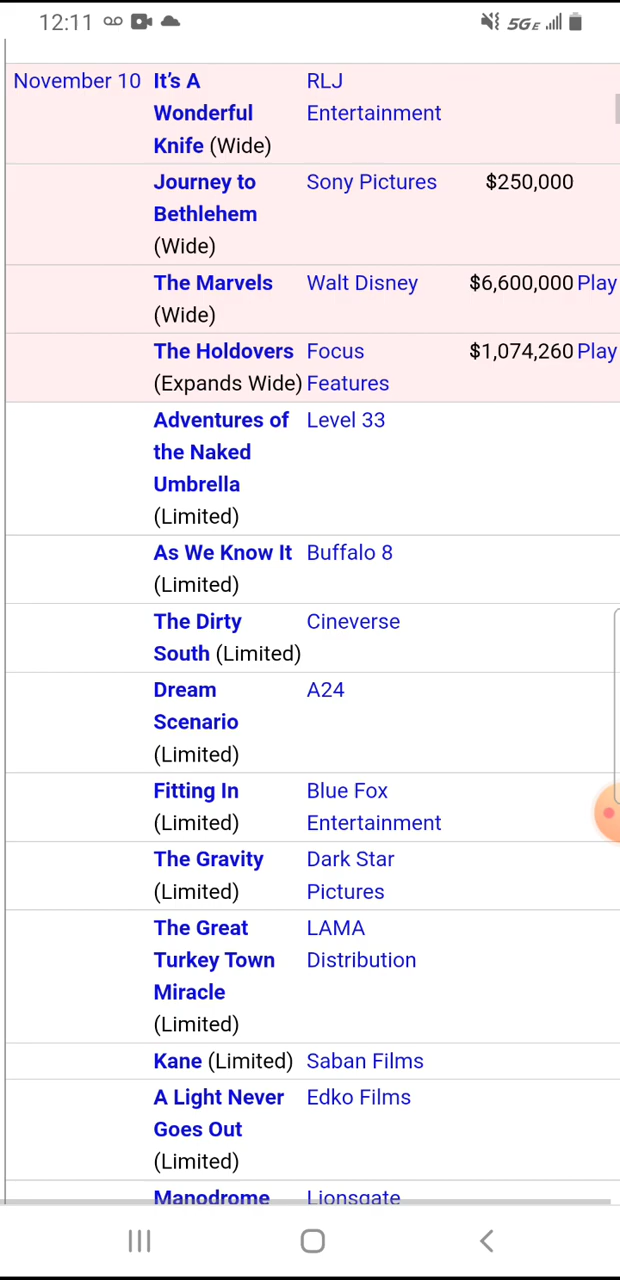 12:11 5GE
November 10 It's A RLJ
Wonderful Entertainment
Knife (Wide)
Journey to Sony Pictures $250,000
Bethlehem
(Wide)
The Marvels Walt Disney $6,600,000 Play
(Wide)
The Holdovers Focus $1,074,260 Play
(Expands Wide) Features
Adventures of Level 33
the Naked
Umbrella
(Limited)
As We Know It Buffalo 8
(Limited)
The Dirty Cineverse
South (Limited)
Dream A24
Scenario
(Limited)
Fitting In Blue Fox
(Limited) Entertainment
The Gravity Dark Star
(Limited) Pictures
The Great LAMA
Turkey Town Distribution
Miracle
(Limited)
Kane (Limited) Saban Films
A Light Never Edko Films
Goes Out
(Limited)
Manodrome Lionsgate